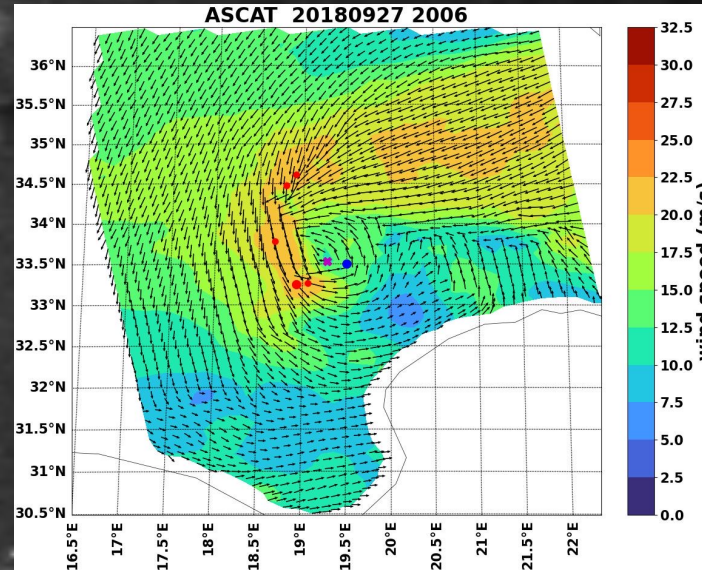 ASCAT 20180927 2006
36°N
35.5°N
35°N
34.5°N
34°N
33.5°N
33°N
32.5°N
32°N
31.5°N
31°N
30.5°N
16.5°E
17°E
17.5°E
18°E
18.5°E
19°E
19.5°E
20°E
20.5°E
21°E
21.5°E
22°E
32.5
30.0
27.5
25.0
22.5
20.0
17.5
15.0
12.5
10.0
7.5
5.0
2.5
0.0
wind speed (m/s)